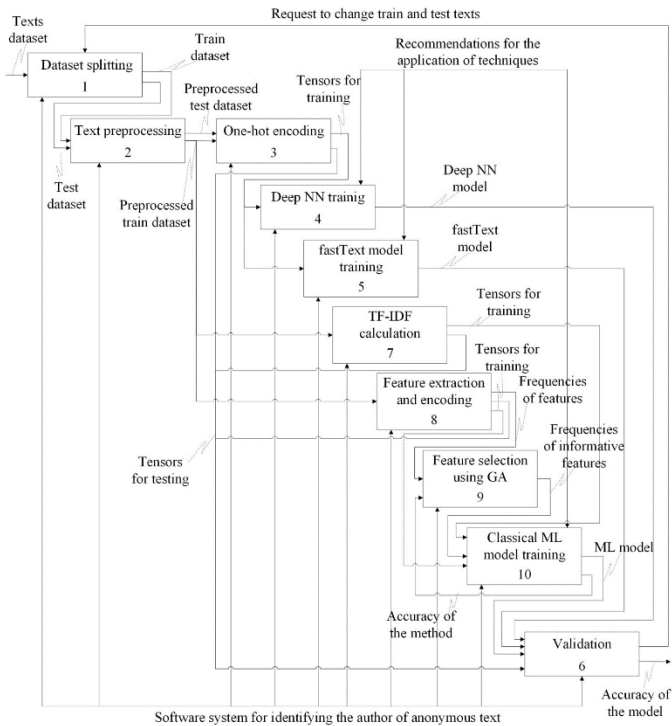 Request to change train and test texts
Texts
dataset
Train
dataset
Dataset splitting
1
Recommendations for the
application of techniques
Tensors for
training
Preprocessed
test dataset
Text preprocessing
2
One-hot encoding
3
Test
dataset
Preprocessed
train dataset
Deep NN trainig
4
Deep NN
model
fastText model
training
5
fastText
model
TF-IDF
calculation
7
Tensors for
training
Tensors for
training
Feature extraction
and encoding
8
Frequencies
of features
Frequencies
of informative
features
Tensors
for testing
Feature selection
using GA
9
Classical ML
model training
10
ML model
Accuracy of
the method
Validation
6
Accuracy of
the model
Software system for identifying the author of anonymous text